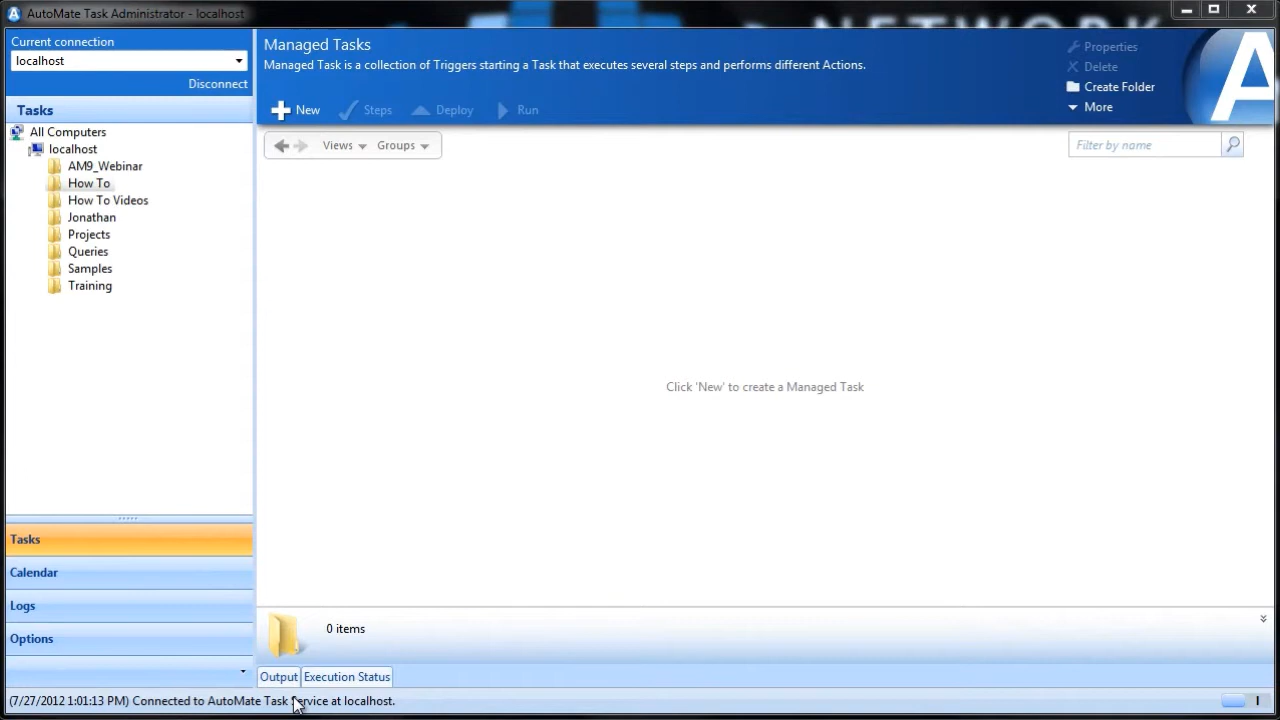 AutoMate Task Administrator - localhost
Current connection
localhost
Disconnect
Tasks
All Computers
localhost
AM9_Webinar
How To
How To Videos
Jonathan
Projects
Queries
Samples
Training
Tasks
Calendar
Logs
Options
Managed Tasks
Managed Task is a collection of Triggers starting a Task that executes several steps and performs different Actions.
New Steps Deploy Run
Properties
Delete
Create Folder
More
Views Groups
Filter by name
Click 'New' to create a Managed Task
0 items
Output Execution Status
(7/27/2012 1:01:13 PM) Connected to AutoMate Task Service at localhost.